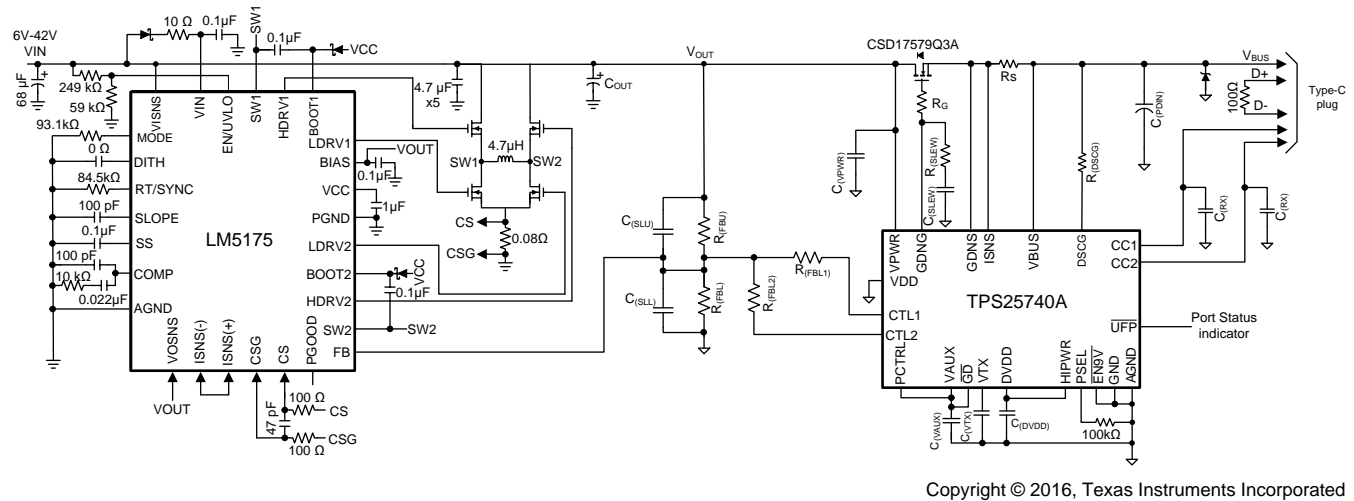 6V-42V
VIN
10 Ω
0.1µF
SW1
0.1µF
VCC
68 µF
249 kΩ
59 kΩ
93.1kΩ
0 Ω
84.5kΩ
100 pF
0.1µF
100 pF
10 kΩ
0.022µF
VISNS
VIN
EN/UVLO
SW1
HDRV1
BOOT1
MODE
DITH
RT/SYNC
SLOPE
SS
COMP
AGND
LM5175
LDRV1
BIAS
VCC
PGND
LDRV2
BOOT2
HDRV2
SW2
FB
VOSNS
ISNS(-)
ISNS(+)
CSG
CS
PGOOD
VOUT
47 pF
100 Ω
CS
CSG
100 Ω
VOUT
0.1µF
1µF
VCC
0.1µF
SW2
4.7 µF
x5
SW1
4.7µH
SW2
CS
0.08Ω
CSG
COUT
VOUT
C(SLU)
R(FBU)
C(SLL)
R(FBL)
R(FBL2)
R(FBL1)
CSD17579Q3A
RS
RG
C(VPWR)
R(SLEW)
C(SLEW)
R(DSCG)
C(PDIN)
VBUS
D+
100Ω
D-
Type-C
plug
C(RX)
C(RX)
VPWR
GDNG
GDNS
ISNS
VBUS
DSCG
CC1
CC2
VDD
TPS25740A
CTL1
CTL2
UFP
Port Status
indicator
PCTRL
VAUX
GD
VTX
DVDD
HIPWR
PSEL
EN9V
GND
AGND
C(VAUX)
C(VTX)
C(DVDD)
100kΩ
Copyright © 2016, Texas Instruments Incorporated